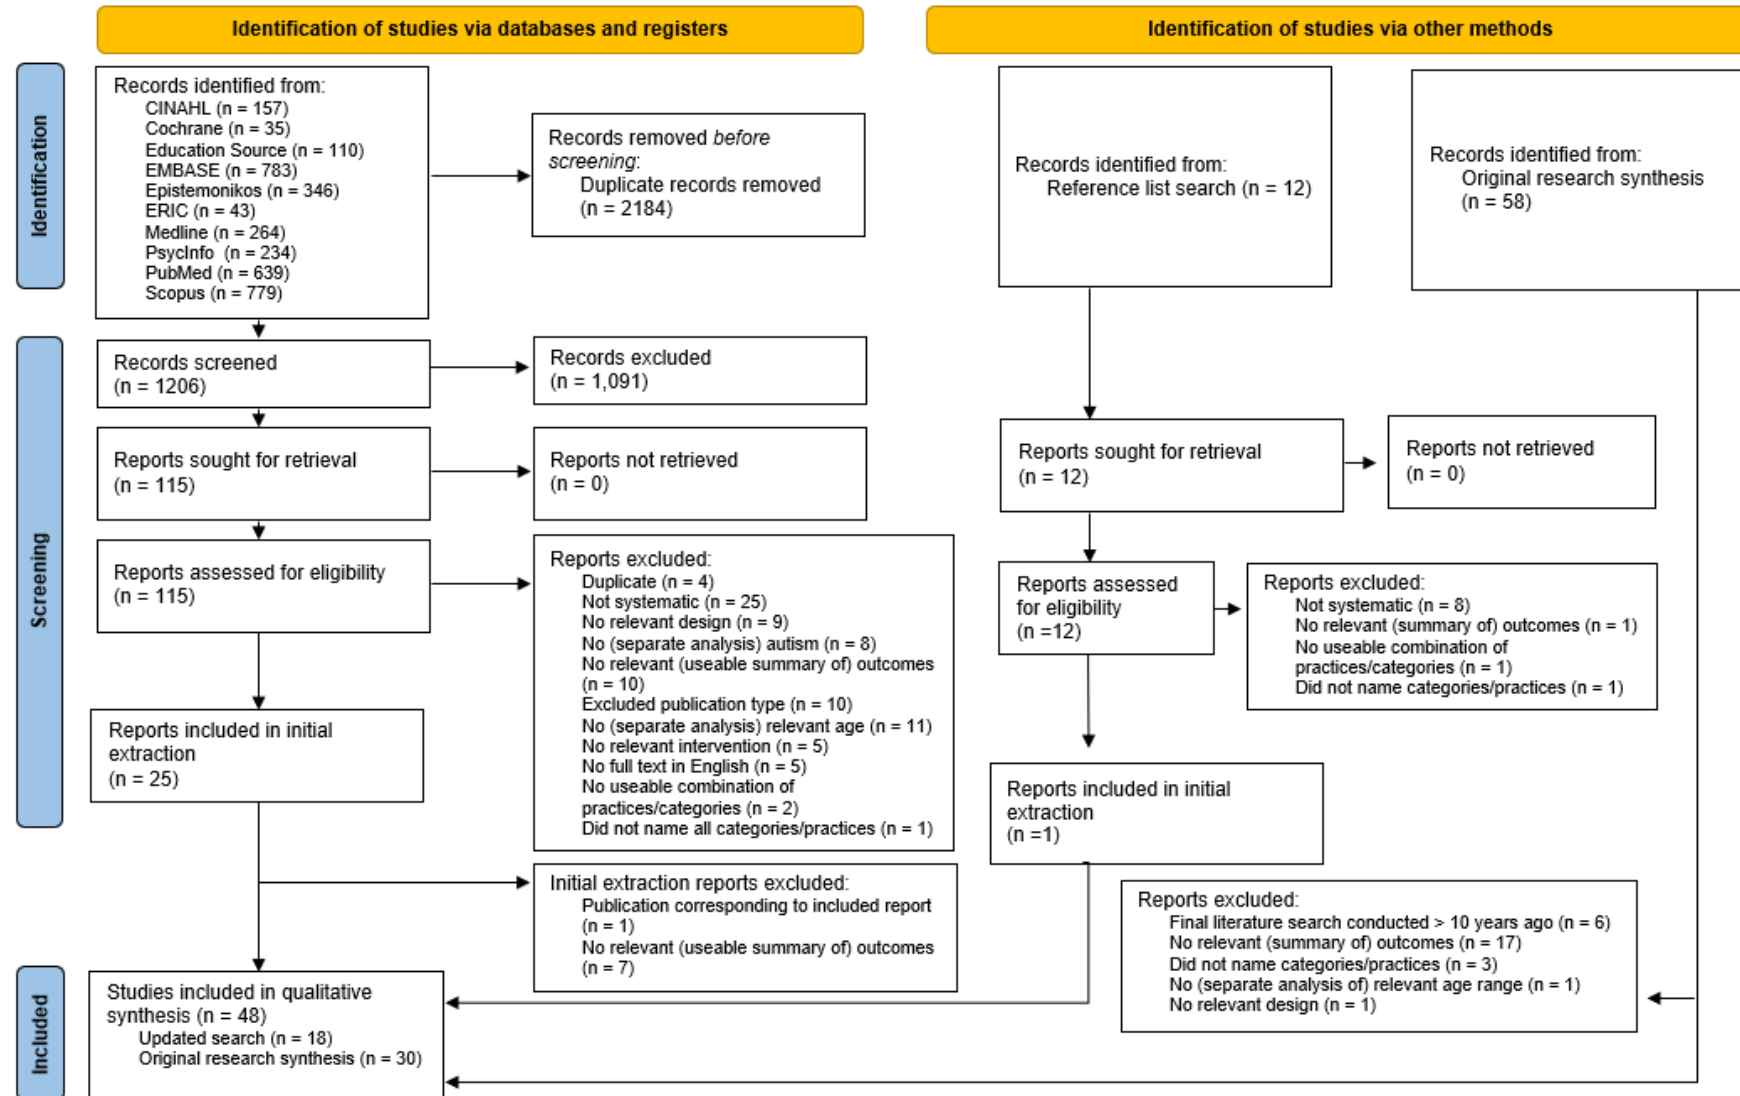 Identification of studies via databases and registers
Identification of studies via other methods
Identification
Records identified from:
CINAHL (n = 157)
Cochrane (n = 35)
Education Source (n = 110)
EMBASE (n = 783)
Epistemonikos (n = 346)
ERIC (n = 43)
Medline (n = 264)
PsycInfo (n = 234)
PubMed (n = 639)
Scopus (n = 779)
Records removed before
screening:
Duplicate records removed
(n = 2184)
Records identified from:
Reference list search (n = 12)
Records identified from:
Original research synthesis
(n = 58)
Screening
Records screened
(n = 1206)
Records excluded
(n = 1,091)
Reports sought for retrieval
(n = 115)
Reports not retrieved
(n = 0)
Reports sought for retrieval
(n = 12)
Reports not retrieved
(n = 0)
Reports assessed for eligibility
(n = 115)
Reports excluded:
Duplicate (n = 4)
Not systematic (n = 25)
No relevant design (n = 9)
No (separate analysis) autism (n = 8)
No relevant (useable summary of) outcomes
(n = 10)
Excluded publication type (n = 10)
No (separate analysis) relevant age (n = 11)
No relevant intervention (n = 5)
No full text in English (n = 5)
No useable combination of
practices/categories (n = 2)
Did not name all categories/practices (n = 1)
Reports assessed
for eligibility
(n =12)
Reports excluded:
Not systematic (n = 8)
No relevant (summary of) outcomes (n = 1)
No useable combination of
practices/categories (n = 1)
Did not name categories/practices (n = 1)
Reports included in initial
extraction
(n = 25)
Reports included in initial
extraction
(n =1)
Initial extraction reports excluded:
Publication corresponding to included report
(n = 1)
No relevant (useable summary of) outcomes
(n = 7)
Reports excluded:
Final literature search conducted > 10 years ago (n = 6)
No relevant (summary of) outcomes (n = 17)
Did not name categories/practices (n = 3)
No (separate analysis of) relevant age range (n = 1)
No relevant design (n = 1)
Included
Studies included in qualitative
synthesis (n = 48)
Updated search (n = 18)
Original research synthesis (n = 30)